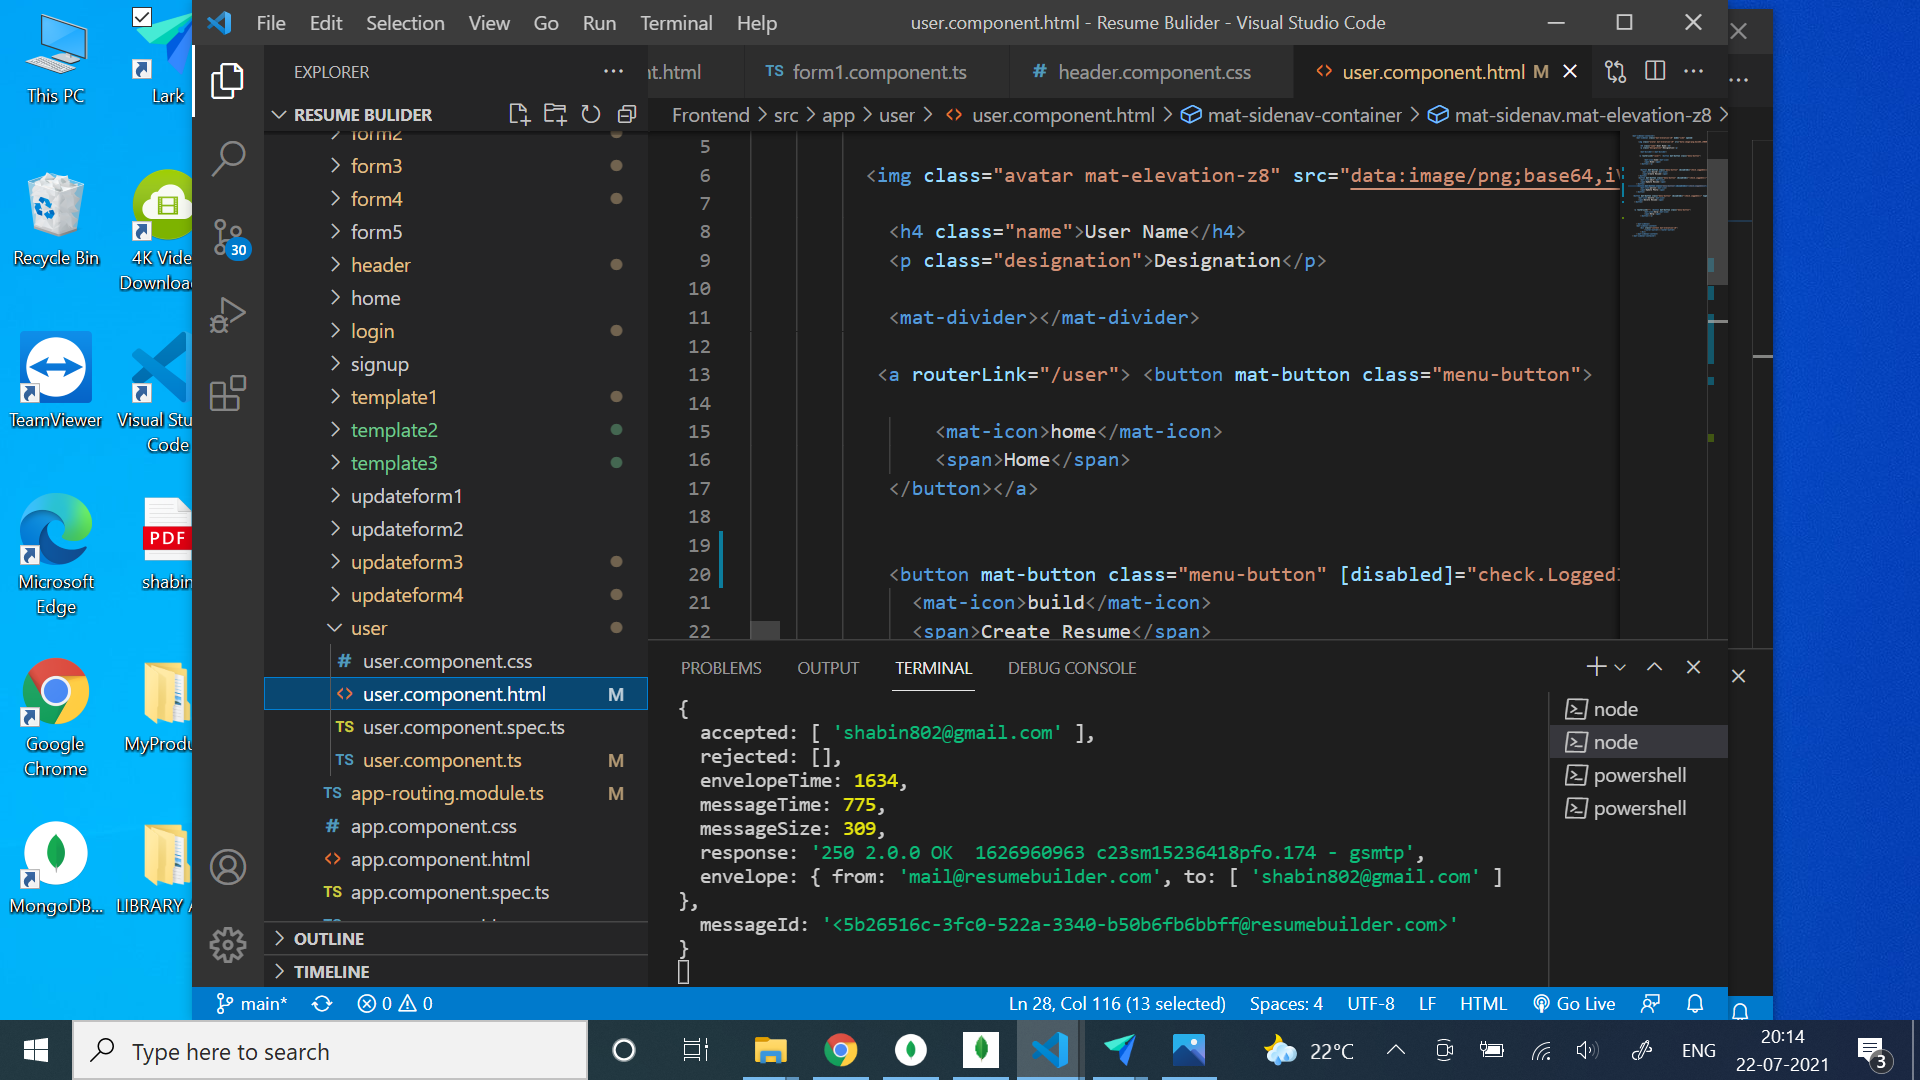 File Edit Selection View Go Run Terminal Help
user.component.html - Resume Bulider - Visual Studio Code
This PC
Lark
Recycle Bin
4K Vide
Downloa
TeamViewer
Visual Stu
Code
Microsoft
Edge
PDF
shabin
Google
Chrome
MyProdu
MongoDB...
LIBRARY
EXPLORER
RESUME BUILIDER
form2
form3
form4
form5
header
home
login
signup
template1
template2
template3
updateform1
updateform2
updateform3
updateform4
user
# user.component.css
<> user.component.html M
TS user.component.spec.ts
TS user.component.ts M
TS app-routing.module.ts M
# app.component.css
<> app.component.html
TS app.component.spec.ts
OUTLINE
TIMELINE
30
nt.html
TS form1.component.ts
# header.component.css
<> user.component.html M
Frontend > src > app > user > <> user.component.html > mat-sidenav-container > mat-sidenav.mat-elevation-z8 >
5
6 <img class="avatar mat-elevation-z8" src="data:image/png;base64,i
7
8 <h4 class="name">User Name</h4>
9 <p class="designation">Designation</p>
10
11 <mat-divider></mat-divider>
12
13 <a routerLink="/user"> <button mat-button class="menu-button">
14
15 <mat-icon>home</mat-icon>
16 <span>Home</span>
17 </button></a>
18
19
20 <button mat-button class="menu-button" [disabled]="check.Logged
21 <mat-icon>build</mat-icon>
22 <span>Create Resume</span>
PROBLEMS OUTPUT TERMINAL DEBUG CONSOLE
{
accepted: [ 'shabin802@gmail.com' ],
rejected: [],
envelopeTime: 1634,
messageTime: 775,
messageSize: 309,
response: '250 2.0.0 OK  1626960963 c23sm15236418pfo.174 - gsmtp',
envelope: { from: 'mail@resumebuilder.com', to: [ 'shabin802@gmail.com' ]
},
messageId: '<5b26516c-3fc0-522a-3340-b50b6fb6bbff@resumebuilder.com>'
}
node
node
powershell
powershell
main* 0 0
Ln 28, Col 116 (13 selected) Spaces: 4 UTF-8 LF HTML Go Live
Type here to search
22°C
ENG
20:14
22-07-2021
3